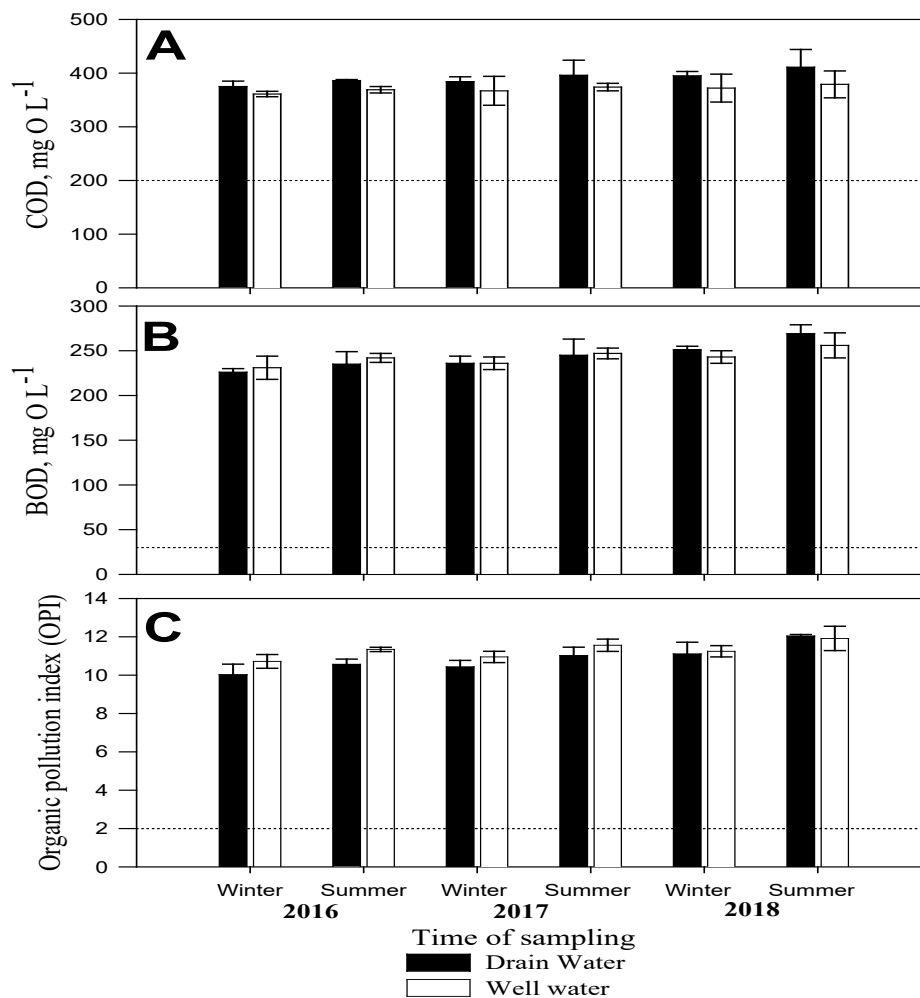 A
COD, mg O L-1
500
400
300
200
100
0
B
BOD, mg O L-1
300
250
200
150
100
50
0
C
Organic pollution index (OPI)
14
12
10
8
6
4
2
0
Winter Summer Winter Summer Winter Summer
2016 2017 2018
Time of sampling
Drain Water
Well water